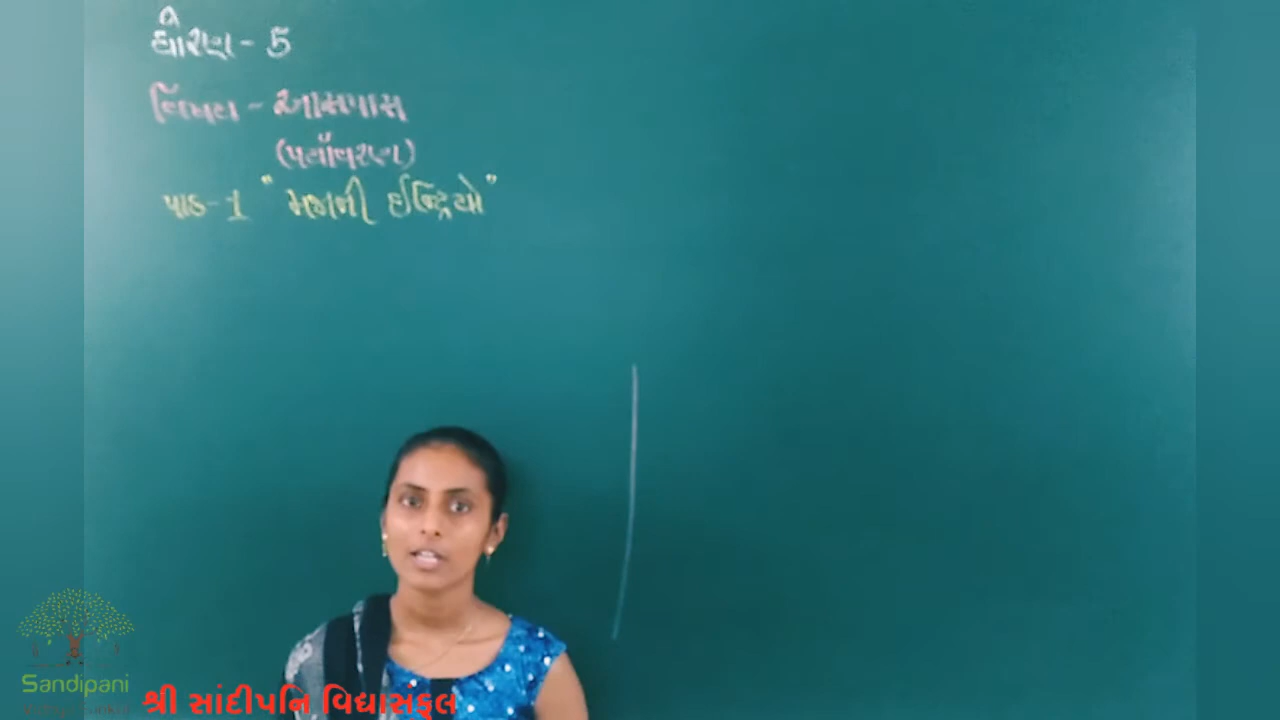 ધોરણ - 5
વિષય - આસપાસ
(પર્યાવરણ)
પાઠ - 1 "મજાની ઇન્દ્રિયો"
Sandipani
શ્રી સાંદીપનિ વિદ્યાસંકુલ